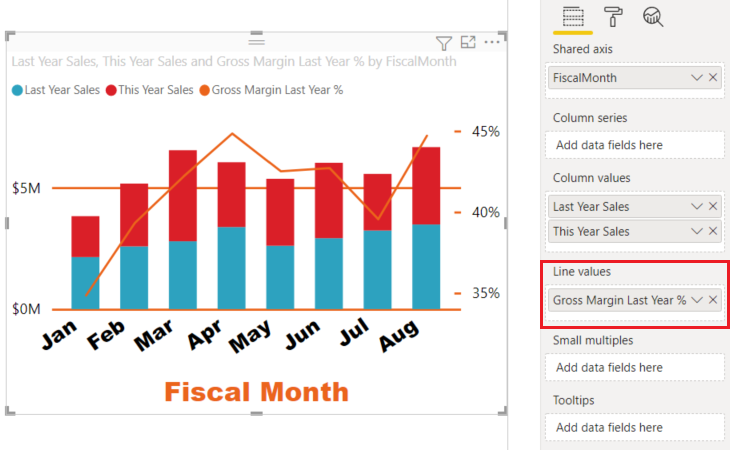 Last Year Sales, This Year Sales and Gross Margin Last Year % by FiscalMonth
Last Year Sales This Year Sales Gross Margin Last Year %
45%
$5M
40%
$0M
35%
Jan Feb Mar Apr May Jun Jul Aug
Fiscal Month
Shared axis
FiscalMonth
Column series
Add data fields here
Column values
Last Year Sales
This Year Sales
Line values
Gross Margin Last Year %
Small multiples
Add data fields here
Tooltips
Add data fields here